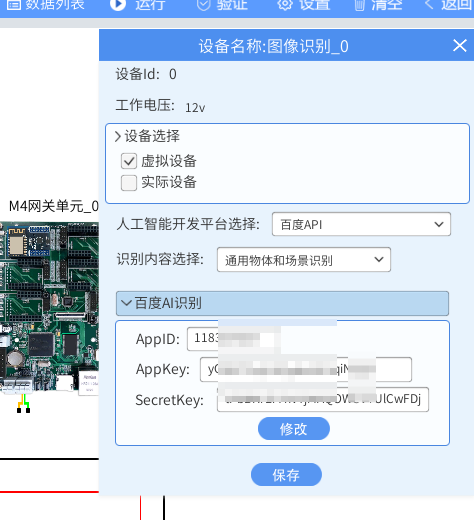 数据列表 运行 验证 设置 清空 返回
设备名称:图像识别_0
设备Id: 0
工作电压: 12v
设备选择
虚拟设备
实际设备
M4网关单元_0
人工智能开发平台选择: 百度API
识别内容选择: 通用物体和场景识别
百度AI识别
AppID: 1183
AppKey:
SecretKey:
修改
保存